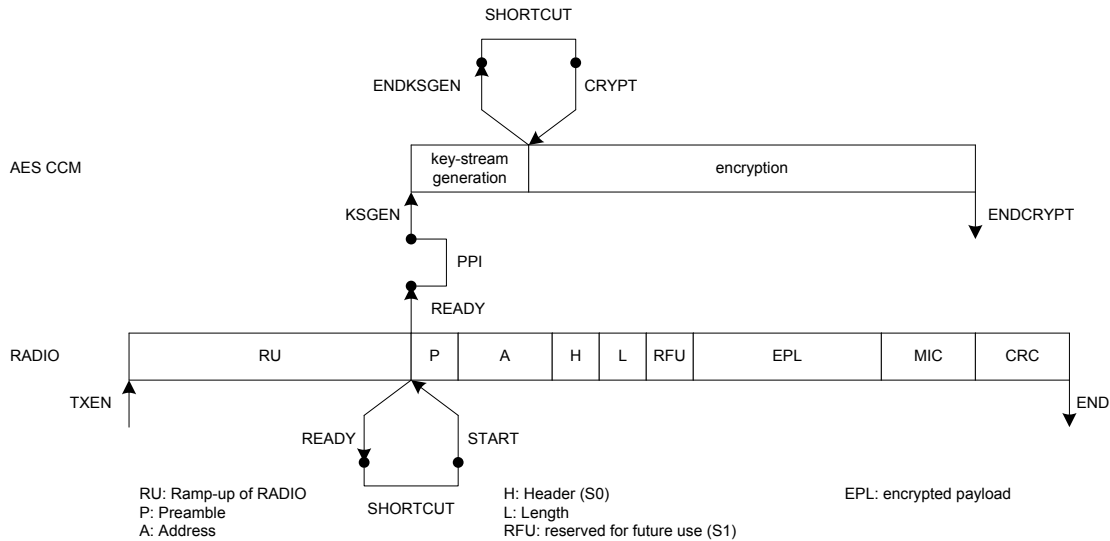 SHORTCUT
ENDKSGEN
CRYPT
AES CCM
key-stream
generation
encryption
KSGEN
ENDCRYPT
PPI
READY
RADIO
RU
P
A
H
L
RFU
EPL
MIC
CRC
TXEN
END
READY
START
SHORTCUT
RU: Ramp-up of RADIO
P: Preamble
A: Address
H: Header (S0)
L: Length
RFU: reserved for future use (S1)
EPL: encrypted payload